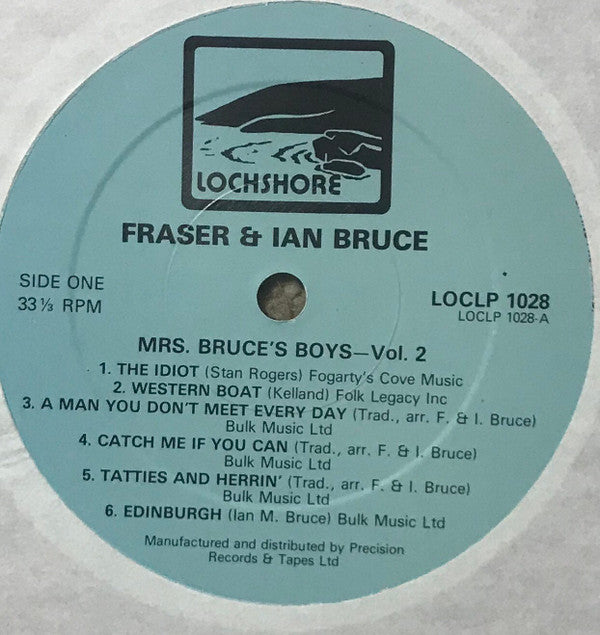 LOCHSHORE
FRASER & IAN BRUCE
SIDE ONE
33⅓ RPM
LOCLP 1028
LOCLP 1028-A
MRS. BRUCE'S BOYS—Vol. 2
1. THE IDIOT (Stan Rogers) Fogarty's Cove Music
2. WESTERN BOAT (Kelland) Folk Legacy Inc
3. A MAN YOU DON'T MEET EVERY DAY (Trad., arr. F. & I. Bruce)
Bulk Music Ltd
4. CATCH ME IF YOU CAN (Trad., arr. F. & I. Bruce)
Bulk Music Ltd
5. TATTIES AND HERRIN' (Trad., arr. F. & I. Bruce)
Bulk Music Ltd
6. EDINBURGH (Ian M. Bruce) Bulk Music Ltd
Manufactured and distributed by Precision
Records & Tapes Ltd